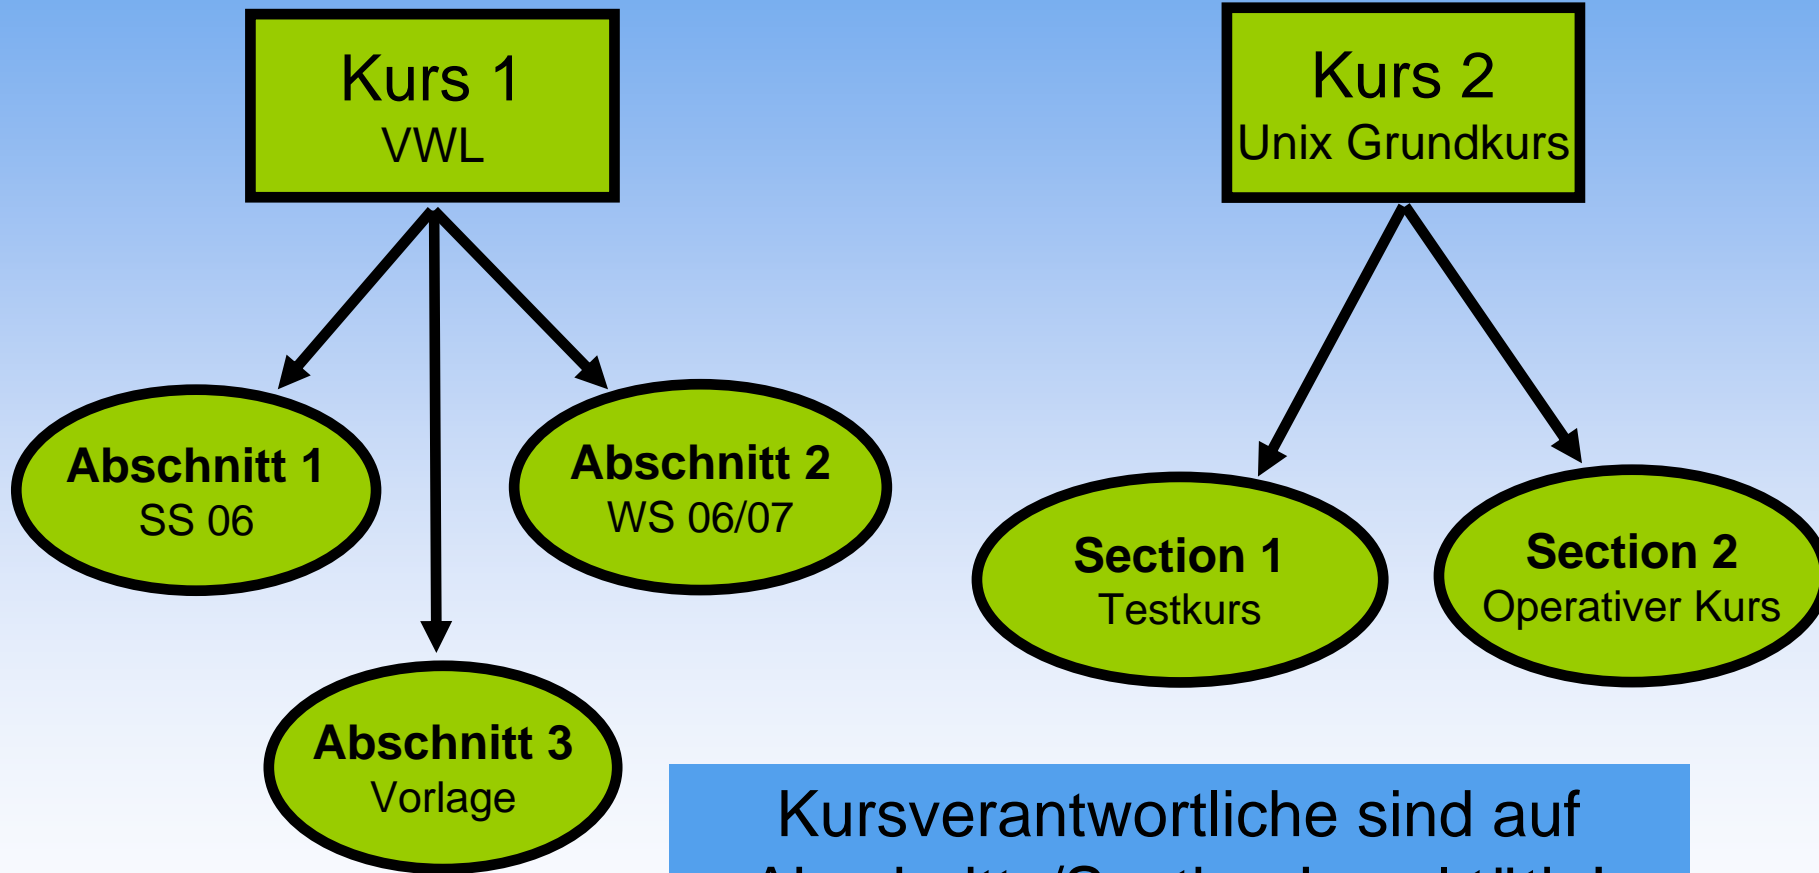 Kurs 1
VWL
Abschnitt 1
SS 06
Abschnitt 2
WS 06/07
Abschnitt 3
Vorlage
Kurs 2
Unix Grundkurs
Section 1
Testkurs
Section 2
Operativer Kurs
Kursverantwortliche sind auf